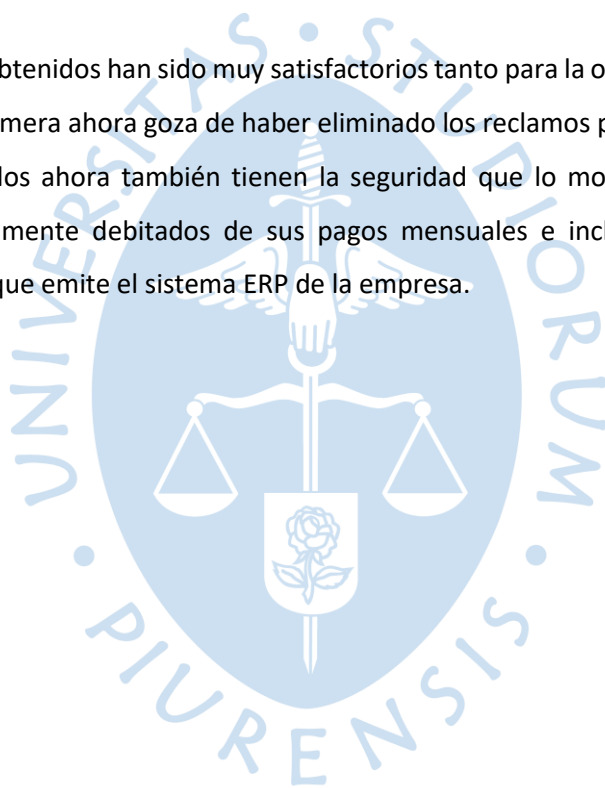 btenidos han sido muy satisfactorios tanto para la o
mera ahora goza de haber eliminado los reclamos p
los ahora también tienen la seguridad que lo mo
mente debitados de sus pagos mensuales e incl
que emite el sistema ERP de la empresa.
UNIVERSITAS • STUDIORUM • PIURENSIS